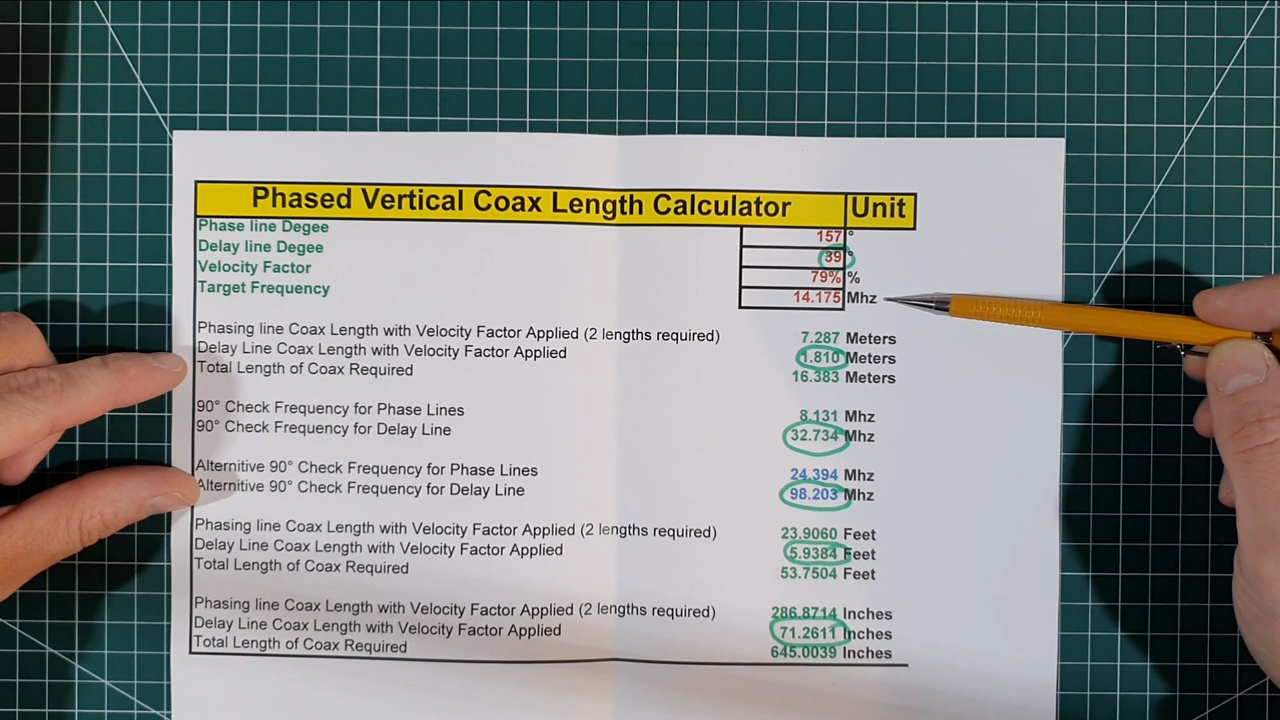 Phased Vertical Coax Length Calculator Unit
Phase line Degee 157 °
Delay line Degee 39 °
Velocity Factor 79% %
Target Frequency 14.175 Mhz
Phasing line Coax Length with Velocity Factor Applied (2 lengths required) 7.287 Meters
Delay Line Coax Length with Velocity Factor Applied 1.810 Meters
Total Length of Coax Required 16.383 Meters
90° Check Frequency for Phase Lines 8.131 Mhz
90° Check Frequency for Delay Line 32.734 Mhz
Alternitive 90° Check Frequency for Phase Lines 24.394 Mhz
Alternitive 90° Check Frequency for Delay Line 98.203 Mhz
Phasing line Coax Length with Velocity Factor Applied (2 lengths required) 23.9060 Feet
Delay Line Coax Length with Velocity Factor Applied 5.9384 Feet
Total Length of Coax Required 53.7504 Feet
Phasing line Coax Length with Velocity Factor Applied (2 lengths required) 286.8714 Inches
Delay Line Coax Length with Velocity Factor Applied 71.2611 Inches
Total Length of Coax Required 645.0039 Inches